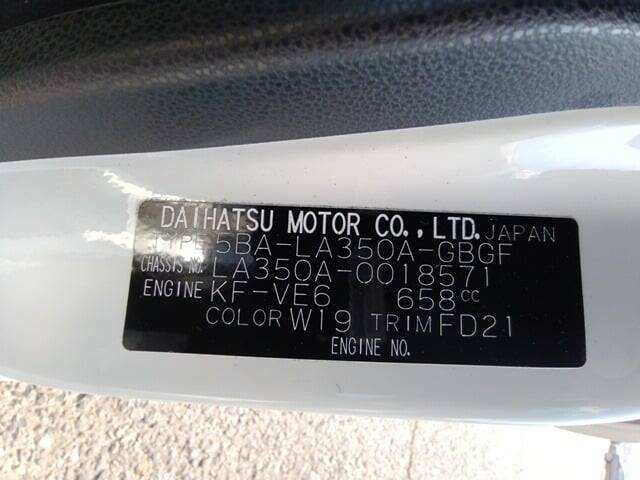 DAIHATSU MOTOR CO., LTD. JAPAN
TYPE 5BA-LA350A-GBGF
CHASSIS NO. LA350A-0018571
ENGINE KF-VE6 658cc
COLOR W19 TRIM FD21
ENGINE NO.